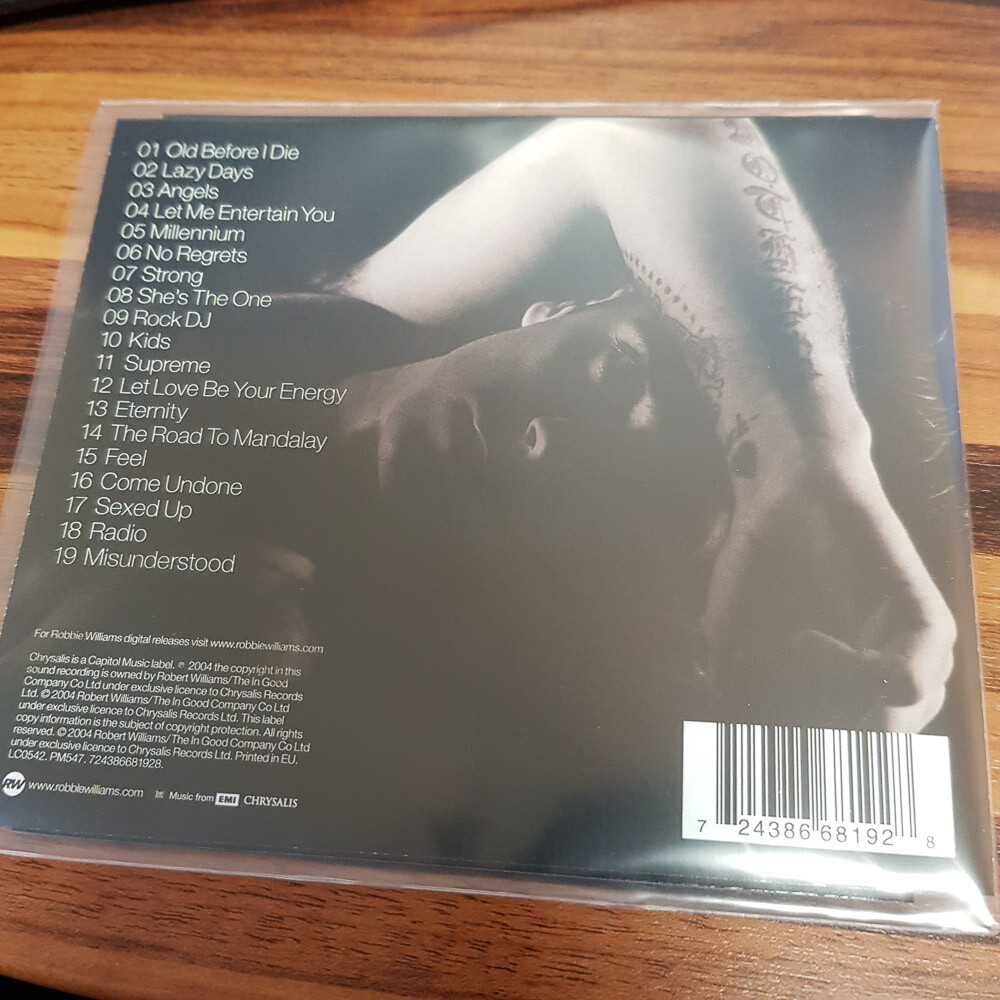 01 Old Before I Die
02 Lazy Days
03 Angels
04 Let Me Entertain You
05 Millennium
06 No Regrets
07 Strong
08 She's The One
09 Rock DJ
10 Kids
11 Supreme
12 Let Love Be Your Energy
13 Eternity
14 The Road To Mandalay
15 Feel
16 Come Undone
17 Sexed Up
18 Radio
19 Misunderstood
For Robbie Williams digital releases visit www.robbiewilliams.com
Chrysalis is a Capitol Music label. ℗ 2004 the copyright in this
sound recording is owned by Robert Williams/The In Good
Company Co Ltd under exclusive licence to Chrysalis Records
Ltd. © 2004 Robert Williams/The In Good Company Co Ltd
under exclusive licence to Chrysalis Records Ltd. This label
copy information is the subject of copyright protection. All rights
reserved. © 2004 Robert Williams/The In Good Company Co Ltd
under exclusive licence to Chrysalis Records Ltd. Printed in EU.
LC0542. PM547. 724386681928.
RW www.robbiewilliams.com Music from EMI CHRYSALIS
7 24386 68192 8